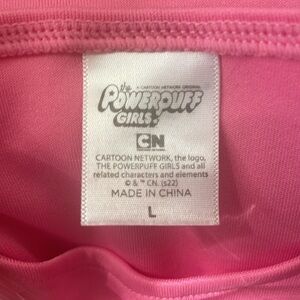 A CARTOON NETWORK ORIGINAL
the
POWERPUFF
GIRLS!
CN
CARTOON NETWORK, the logo,
THE POWERPUFF GIRLS and all
related characters and elements
© & ™ CN. (s22)
MADE IN CHINA
L